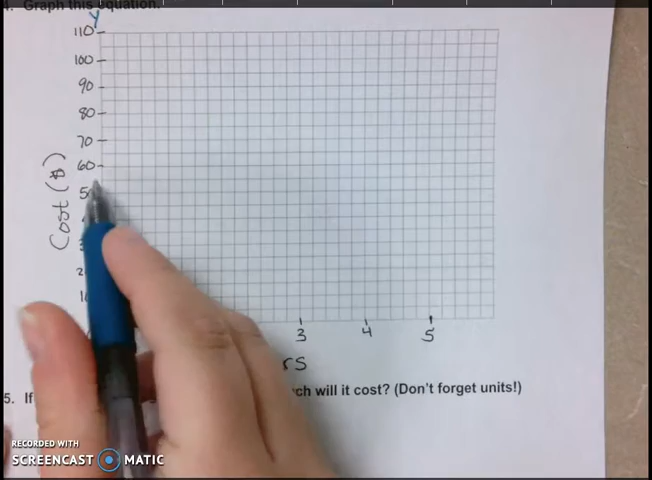 4. Graph this equation.
y
110
100
90
80
70
60
Cost ($)
3
4
5
rs
5. If
ch will it cost? (Don't forget units!)
RECORDED WITH
SCREENCAST MATIC